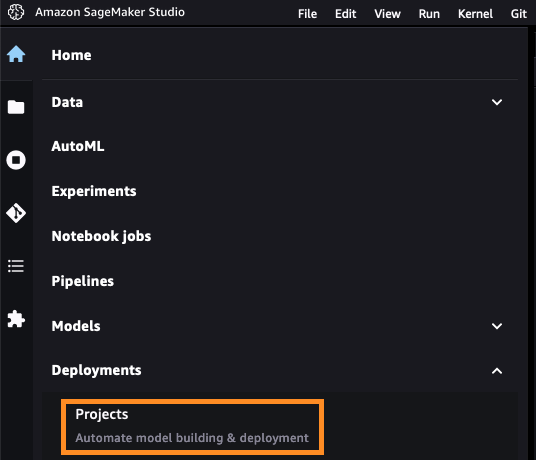 Amazon SageMaker Studio File Edit View Run Kernel Git
Home
Data
AutoML
Experiments
Notebook jobs
Pipelines
Models
Deployments
Projects
Automate model building & deployment